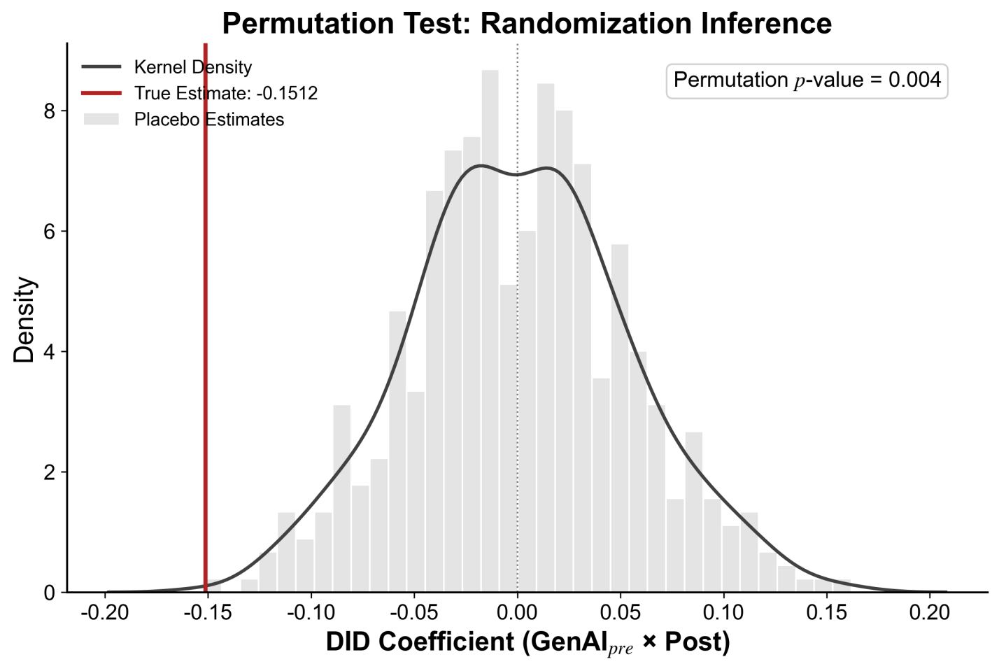 Permutation Test: Randomization Inference
Kernel Density
True Estimate: -0.1512
Placebo Estimates
Permutation p-value = 0.004
Density
8
6
4
2
0
-0.20 -0.15 -0.10 -0.05 0.00 0.05 0.10 0.15 0.20
DID Coefficient (GenAIpre × Post)